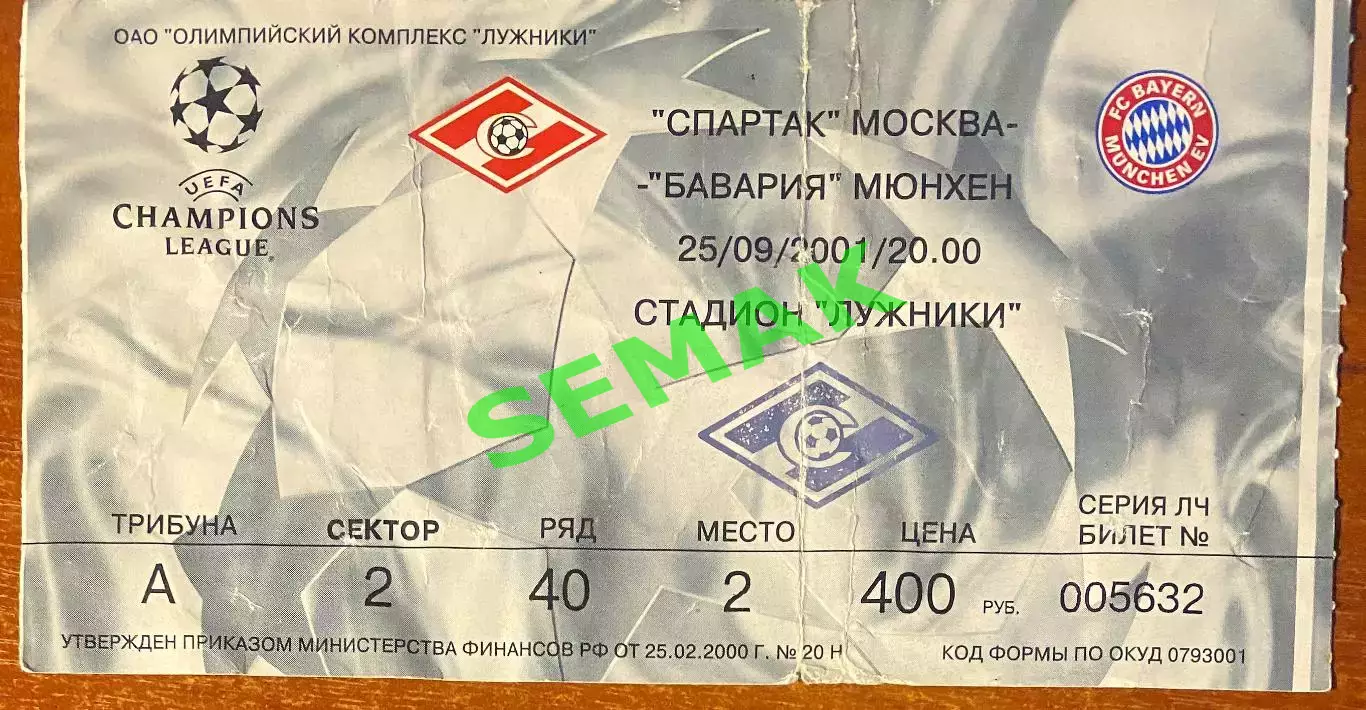 ОАО "ОЛИМПИЙСКИЙ КОМПЛЕКС "ЛУЖНИКИ"
UEFA
CHAMPIONS
LEAGUE
"СПАРТАК" МОСКВА-
-"БАВАРИЯ" МЮНХЕН
25/09/2001/20.00
СТАДИОН "ЛУЖНИКИ"
FC BAYERN
MÜNCHEN EV
SEMAK
ТРИБУНА СЕКТОР РЯД МЕСТО ЦЕНА СЕРИЯ ЛЧ
БИЛЕТ №
А 2 40 2 400 РУБ. 005632
УТВЕРЖДЕН ПРИКАЗОМ МИНИСТЕРСТВА ФИНАНСОВ РФ ОТ 25.02.2000 Г. № 20 Н КОД ФОРМЫ ПО ОКУД 0793001